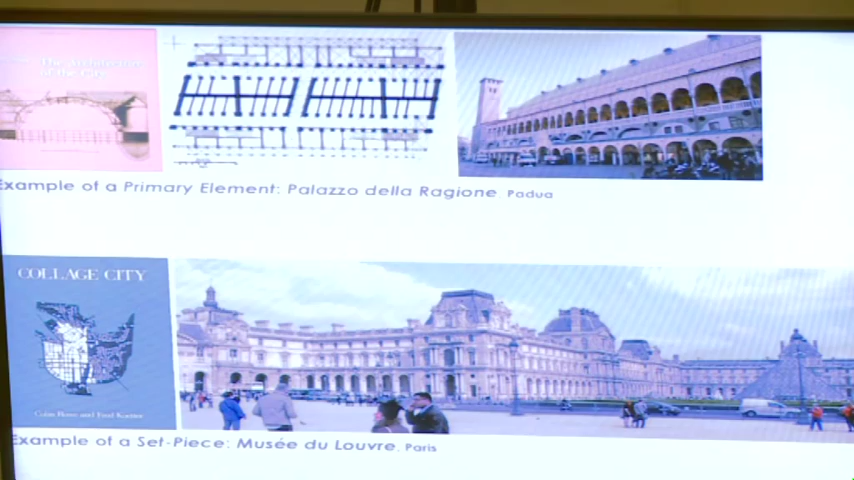 The Architecture
of the City
Example of a Primary Element: Palazzo della Ragione, Padua
COLLAGE CITY
Colin Rowe and Fred Koetter
Example of a Set-Piece: Musée du Louvre, Paris